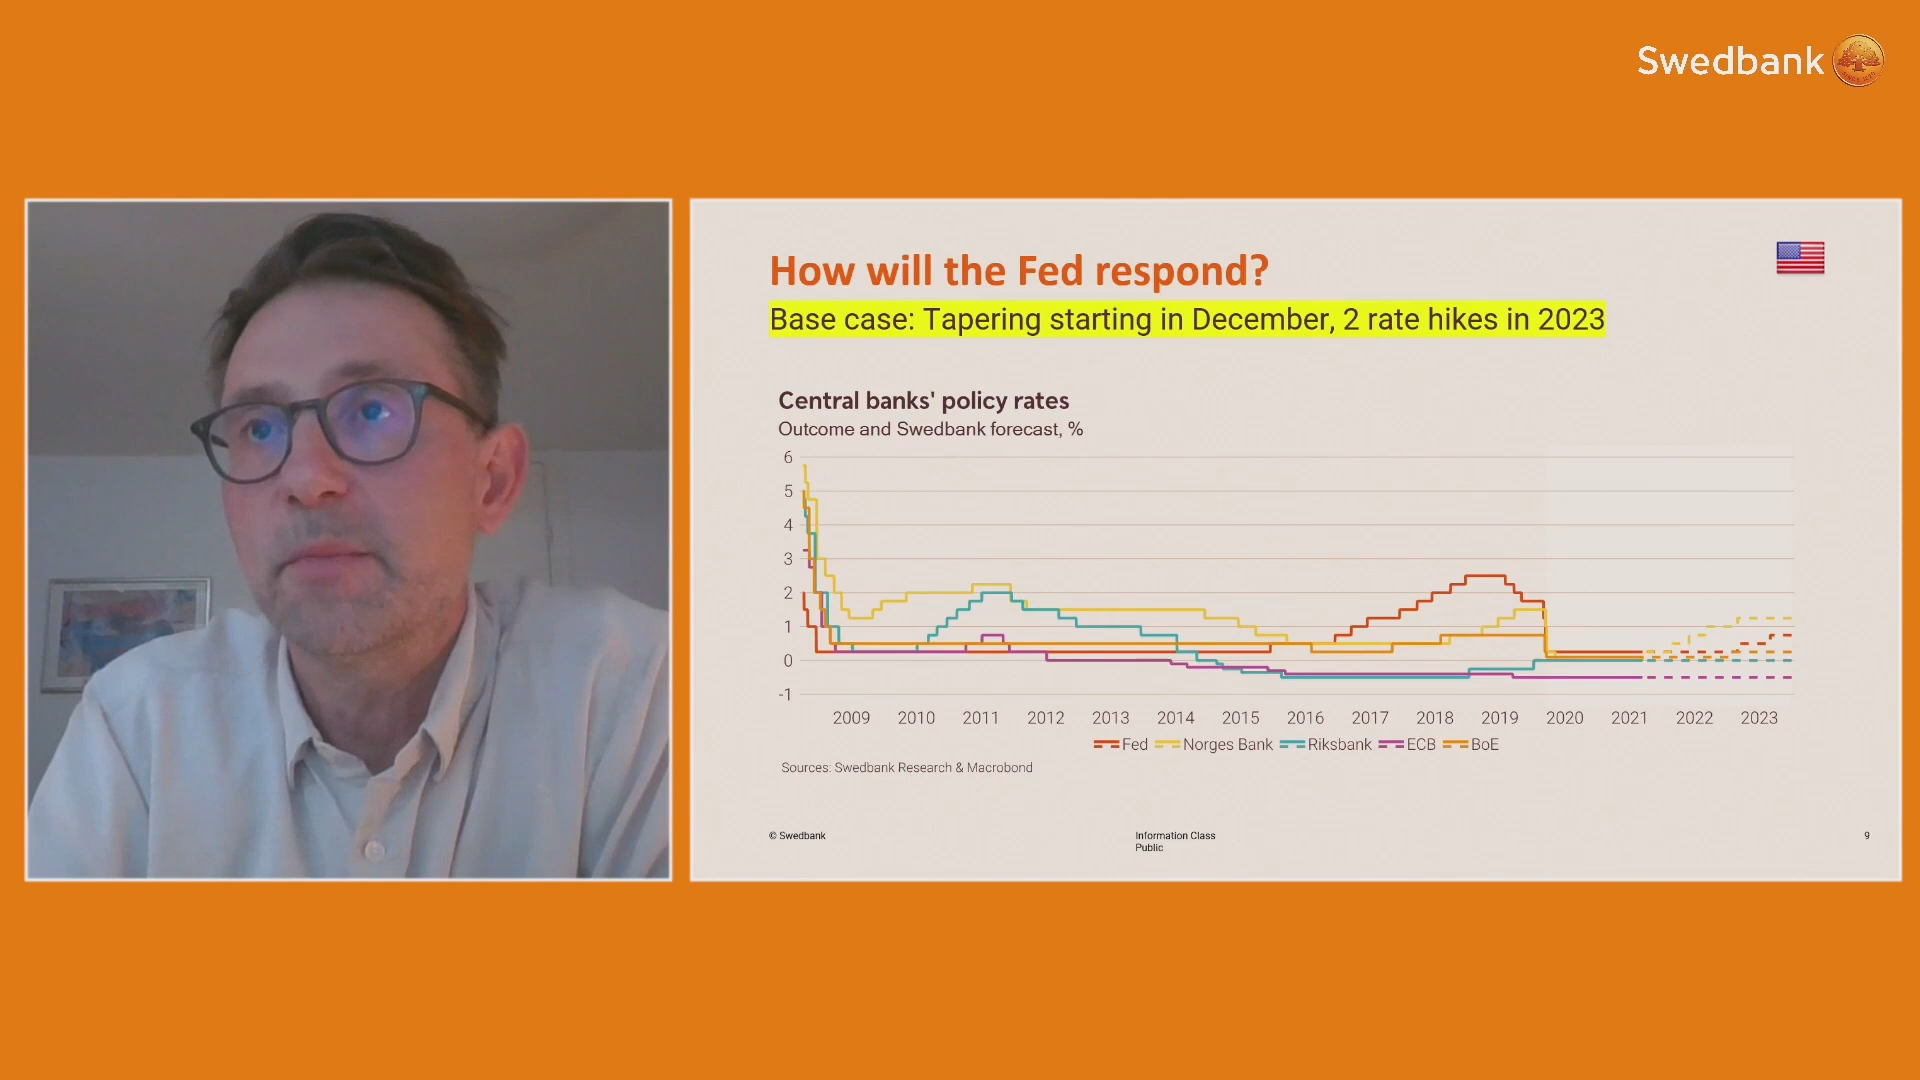 Swedbank
How will the Fed respond?
Base case: Tapering starting in December, 2 rate hikes in 2023
Central banks' policy rates
Outcome and Swedbank forecast, %
6
5
4
3
2
1
0
-1
2009 2010 2011 2012 2013 2014 2015 2016 2017 2018 2019 2020 2021 2022 2023
Fed Norges Bank Riksbank ECB BoE
Sources: Swedbank Research & Macrobond
© Swedbank
Information Class
Public
9